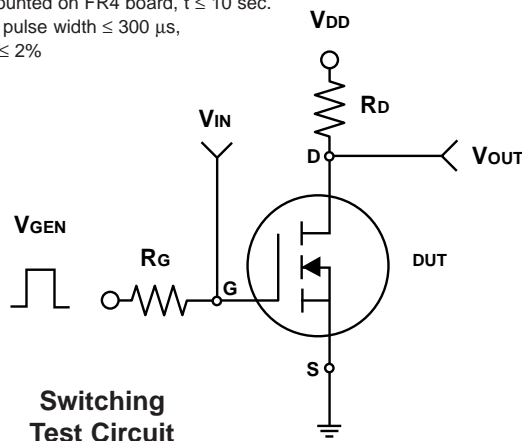 ounted on FR4 board, t ≤ 10 sec.
pulse width ≤ 300 µs,
≤ 2%
VDD
RD
VIN
D
VOUT
VGEN
RG
G
DUT
S
Switching
Test Circuit